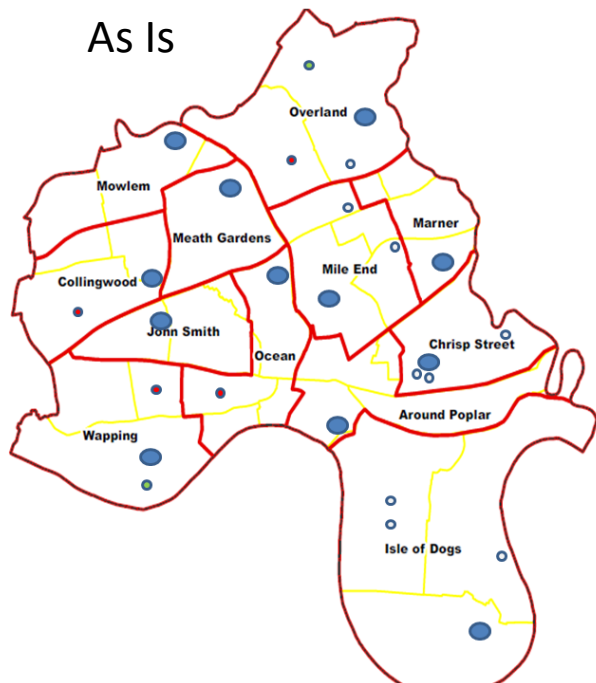 As Is
Overland
Mowlem
Marner
Meath Gardens
Mile End
Collingwood
John Smith
Ocean
Chrisp Street
Around Poplar
Wapping
Isle of Dogs